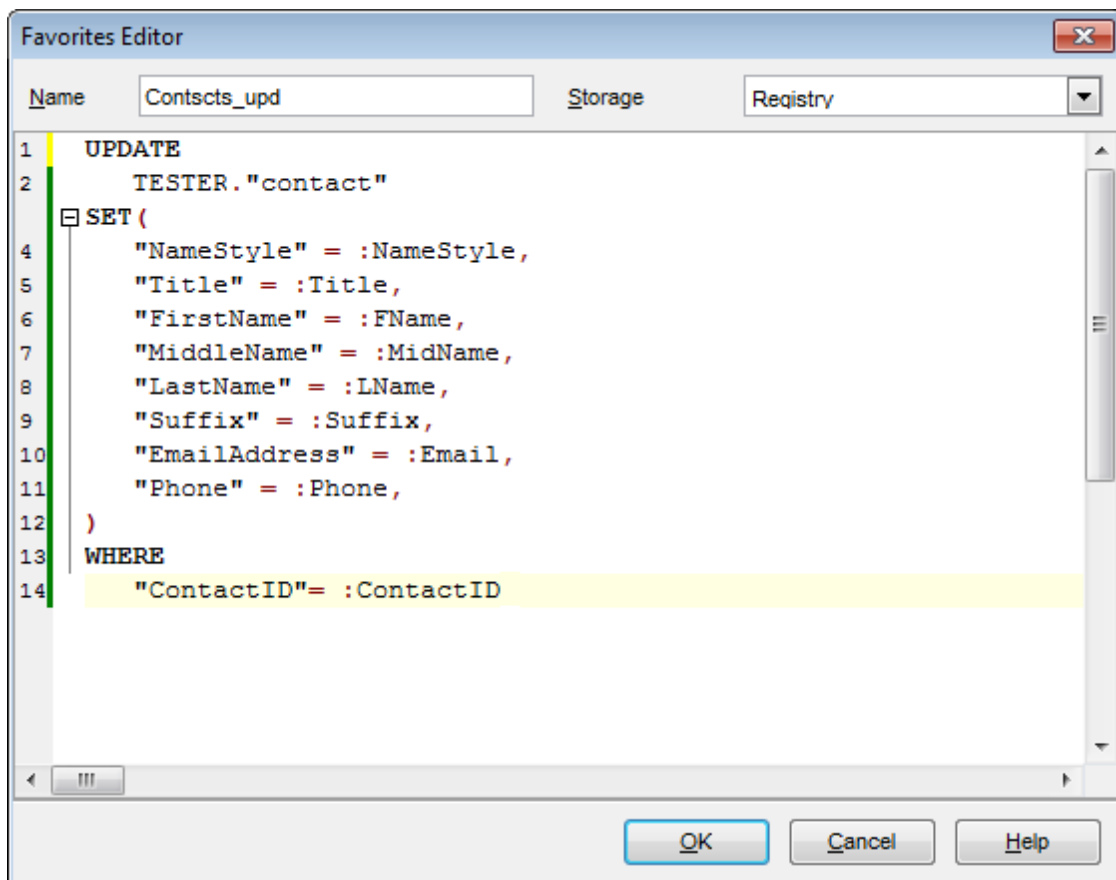 Favorites Editor
Name Contscts_upd Storage Registry
1 UPDATE
2 TESTER."contact"
SET(
4 "NameStyle" = :NameStyle,
5 "Title" = :Title,
6 "FirstName" = :FName,
7 "MiddleName" = :MidName,
8 "LastName" = :LName,
9 "Suffix" = :Suffix,
10 "EmailAddress" = :Email,
11 "Phone" = :Phone,
12 )
13 WHERE
14 "ContactID"= :ContactID
OK Cancel Help